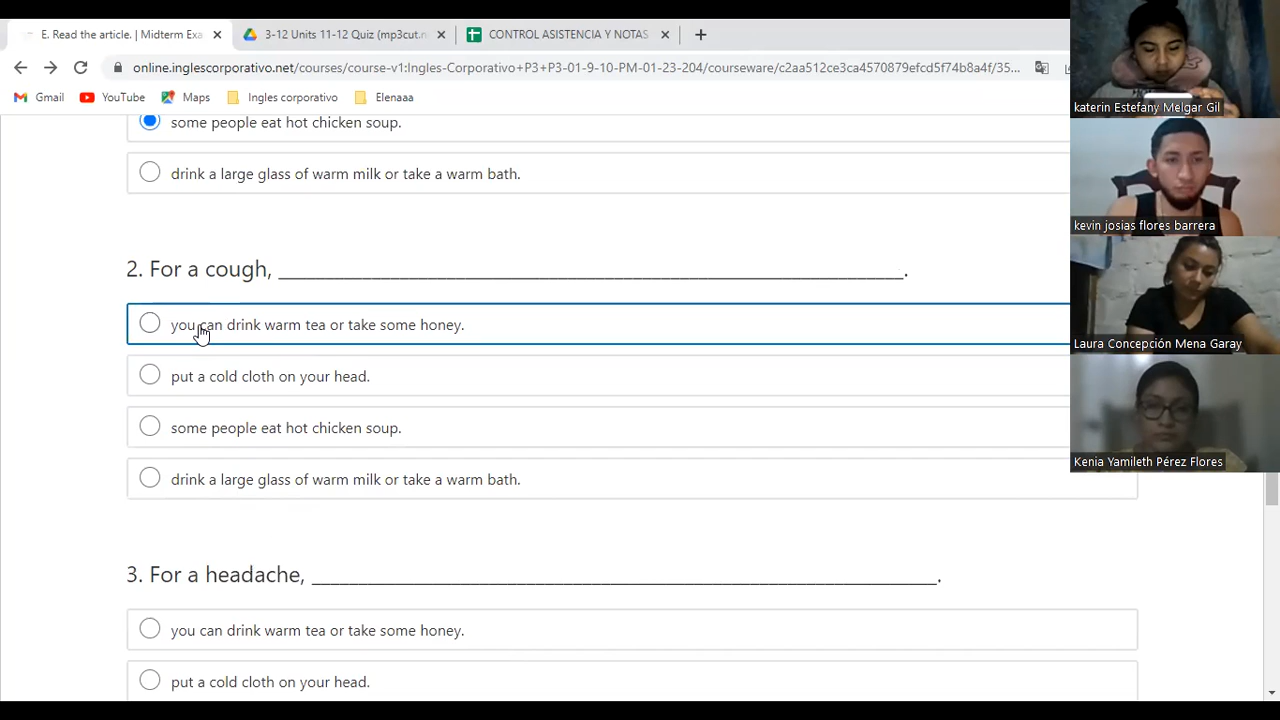 E. Read the article. | Midterm Exa
3-12 Units 11-12 Quiz (mp3cut.n
CONTROL ASISTENCIA Y NOTAS
online.inglescorporativo.net/courses/course-v1:Ingles-Corporativo+P3+P3-01-9-10-PM-01-23-204/courseware/c2aa512ce3ca4570879efcd5f74b8a4f/35...
Gmail
YouTube
Maps
Ingles corporativo
Elenaaa
some people eat hot chicken soup.
drink a large glass of warm milk or take a warm bath.
2. For a cough, ______________________________________________.
you can drink warm tea or take some honey.
put a cold cloth on your head.
some people eat hot chicken soup.
drink a large glass of warm milk or take a warm bath.
3. For a headache, ______________________________________________.
you can drink warm tea or take some honey.
put a cold cloth on your head.
katerin Estefany Melgar Gil
kevin josias flores barrera
Laura Concepción Mena Garay
Kenia Yamileth Pérez Flores